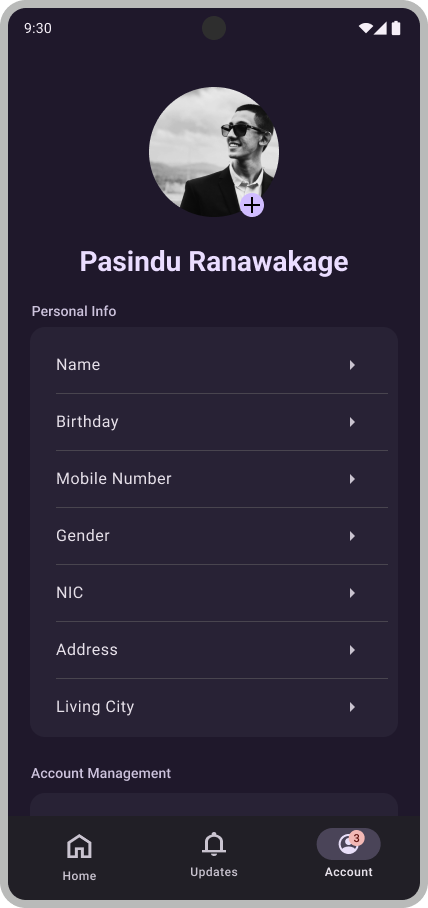 9:30
Pasindu Ranawakage
Personal Info
Name
Birthday
Mobile Number
Gender
NIC
Address
Living City
Account Management
3
Home
Updates
Account